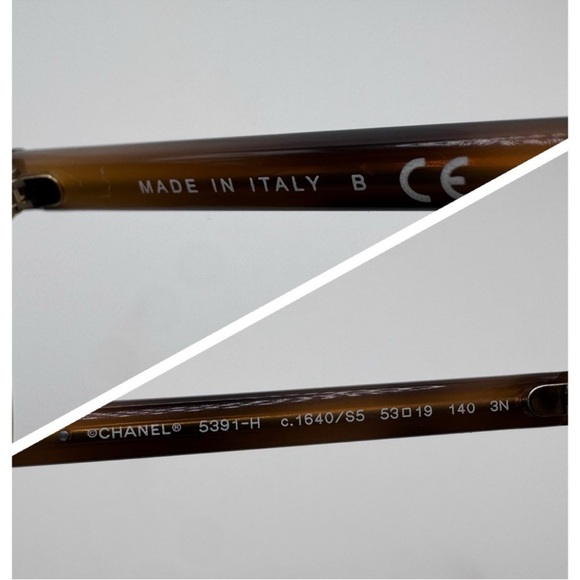 MADE IN ITALY B CE
©CHANEL® 5391-H c.1640/S5 53□19 140 3N